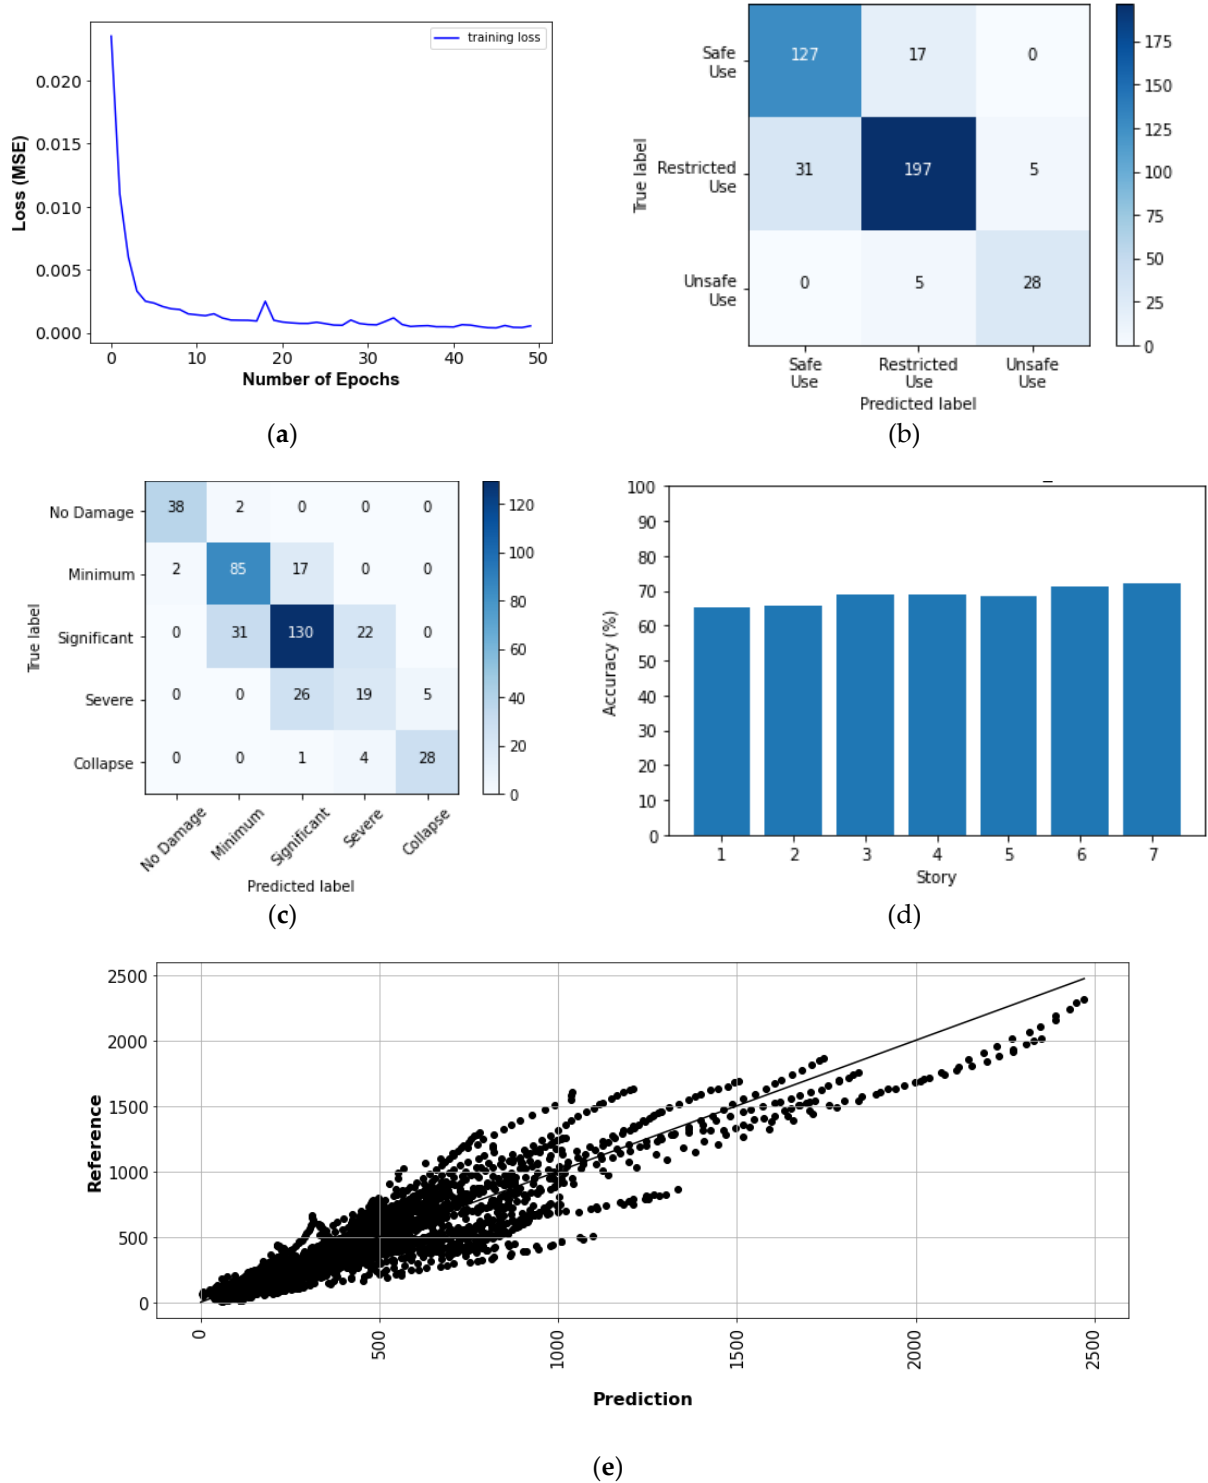 training loss
0.020
0.015
0.010
0.005
0.000
Loss (MSE)
0 10 20 30 40 50
Number of Epochs
(a)
Safe
Use
Restricted
Use
Unsafe
Use
True label
127 17 0
31 197 5
0 5 28
Safe
Use
Restricted
Use
Unsafe
Use
Predicted label
175
150
125
100
75
50
25
0
(b)
No Damage
Minimum
Significant
Severe
Collapse
True label
38 2 0 0 0
2 85 17 0 0
0 31 130 22 0
0 0 26 19 5
0 0 1 4 28
No Damage Minimum Significant Severe Collapse
Predicted label
120
100
80
60
40
20
0
(c)
100
90
80
70
60
50
40
30
20
10
0
Accuracy (%)
1 2 3 4 5 6 7
Story
(d)
2500
2000
1500
1000
500
0
Reference
0 500 1000 1500 2000 2500
Prediction
(e)